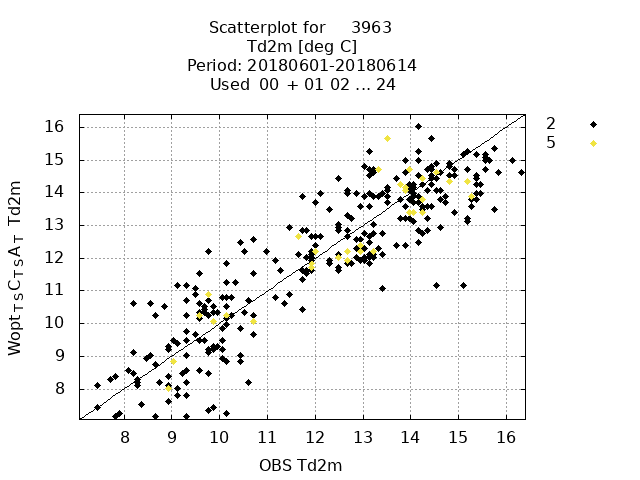 Scatterplot for 3963
Td2m [deg C]
Period: 20180601-20180614
Used 00 + 01 02 ... 24
2
5
16
15
14
13
12
11
10
9
8
Wopt T S C T S A T Td2m
8 9 10 11 12 13 14 15 16
OBS Td2m